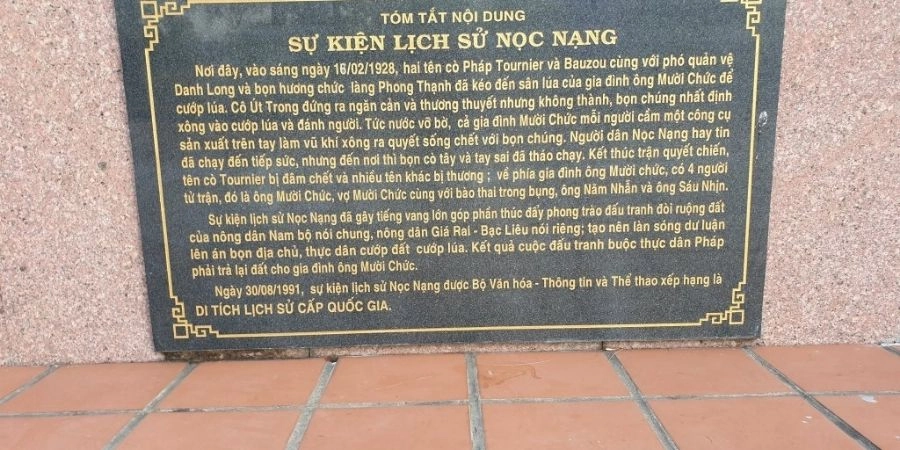 TÓM TẮT NỘI DUNG
SỰ KIỆN LỊCH SỬ NỌC NẠNG
Nơi đây, vào sáng ngày 16/02/1928, hai tên cò Pháp Tournier và Bauzou cùng với phó quản vệ
Danh Long và bọn hương chức làng Phong Thạnh đã kéo đến sân lúa của gia đình ông Mười Chức để
cướp lúa. Cô Út Trong đứng ra ngăn cản và thương thuyết nhưng không thành, bọn chúng nhất định
xông vào cướp lúa và đánh người. Tức nước vỡ bờ, cả gia đình Mười Chức mỗi người cầm một công cụ
sản xuất trên tay làm vũ khí xông ra quyết sống chết với bọn chúng. Người dân Nọc Nạng hay tin
đã chạy đến tiếp sức, nhưng đến nơi thì bọn cò tây và tay sai đã tháo chạy. Kết thúc trận quyết chiến,
tên cò Tournier bị đâm chết và nhiều tên khác bị thương ; về phía gia đình ông Mười chức, có 4 người
tử trận, đó là ông Mười Chức, vợ Mười Chức cùng với bào thai trong bụng, ông Năm Nhẫn và ông Sáu Nhịn.
Sự kiện lịch sử Nọc Nạng đã gây tiếng vang lớn góp phần thúc đẩy phong trào đấu tranh đòi ruộng đất
của nông dân Nam bộ nói chung, nông dân Giá Rai - Bạc Liêu nói riêng; tạo nên làn sóng dư luận
lên án bọn địa chủ, thực dân cướp đất cướp lúa. Kết quả cuộc đấu tranh buộc thực dân Pháp
phải trả lại đất cho gia đình ông Mười Chức.
Ngày 30/08/1991, sự kiện lịch sử Nọc Nạng được Bộ Văn hóa - Thông tin và Thể thao xếp hạng là
DI TÍCH LỊCH SỬ CẤP QUỐC GIA.